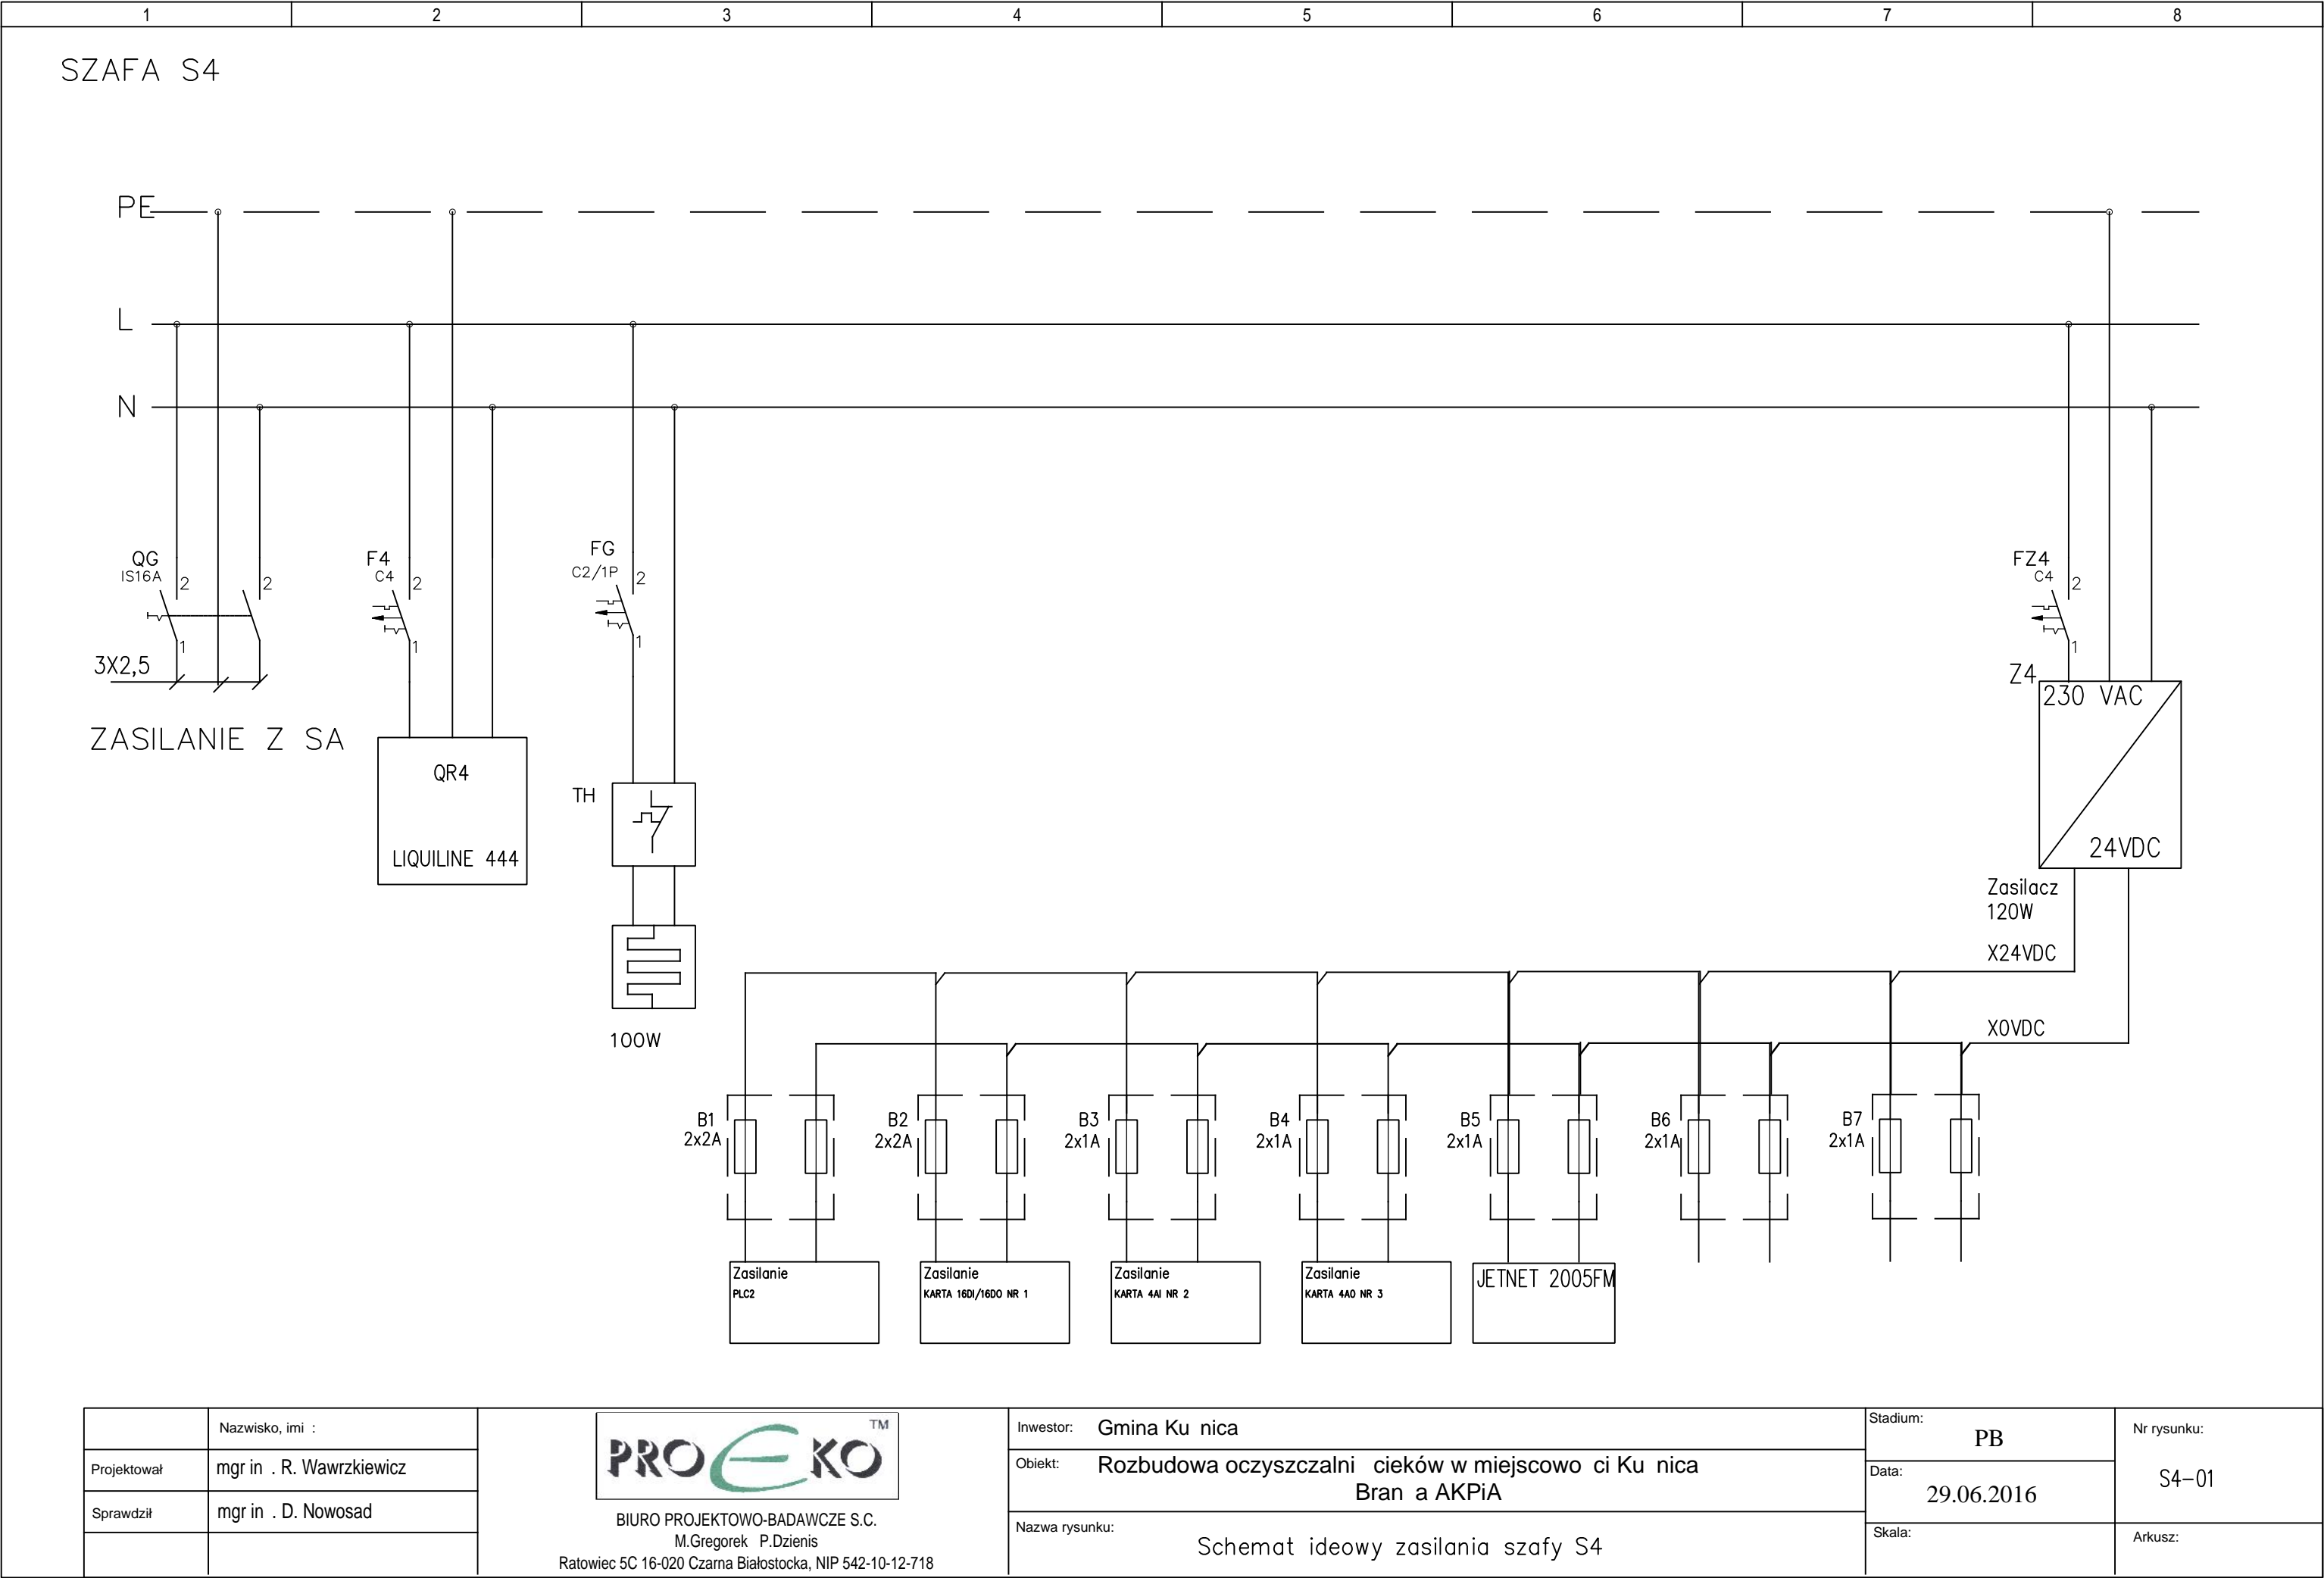 1 2 3 4 5 6 7 8
SZAFA S4
PE
L
N
QG
IS16A
2
2
1
3X2,5
ZASILANIE Z SA
F4
C4
2
1
QR4
LIQUILINE 444
FG
C2/1P
2
1
TH
100W
FZ4
C4
2
1
Z4
230 VAC
24VDC
Zasilacz
120W
X24VDC
X0VDC
B1
2x2A
B2
2x2A
B3
2x1A
B4
2x1A
B5
2x1A
B6
2x1A
B7
2x1A
Zasilanie
PLC2
Zasilanie
KARTA 16DI/16DO NR 1
Zasilanie
KARTA 4AI NR 2
Zasilanie
KARTA 4AO NR 3
JETNET 2005FM
Nazwisko, imi :
Projektował mgr in . R. Wawrzkiewicz
Sprawdził mgr in . D. Nowosad
PROEKO TM
BIURO PROJEKTOWO-BADAWCZE S.C.
M.Gregorek P.Dzienis
Ratowiec 5C 16-020 Czarna Białostocka, NIP 542-10-12-718
Inwestor: Gmina Ku nica
Obiekt: Rozbudowa oczyszczalni cieków w miejscowo ci Ku nica
Bran a AKPiA
Nazwa rysunku: Schemat ideowy zasilania szafy S4
Stadium:
PB
Data:
29.06.2016
Skala:
Nr rysunku:
S4-01
Arkusz: